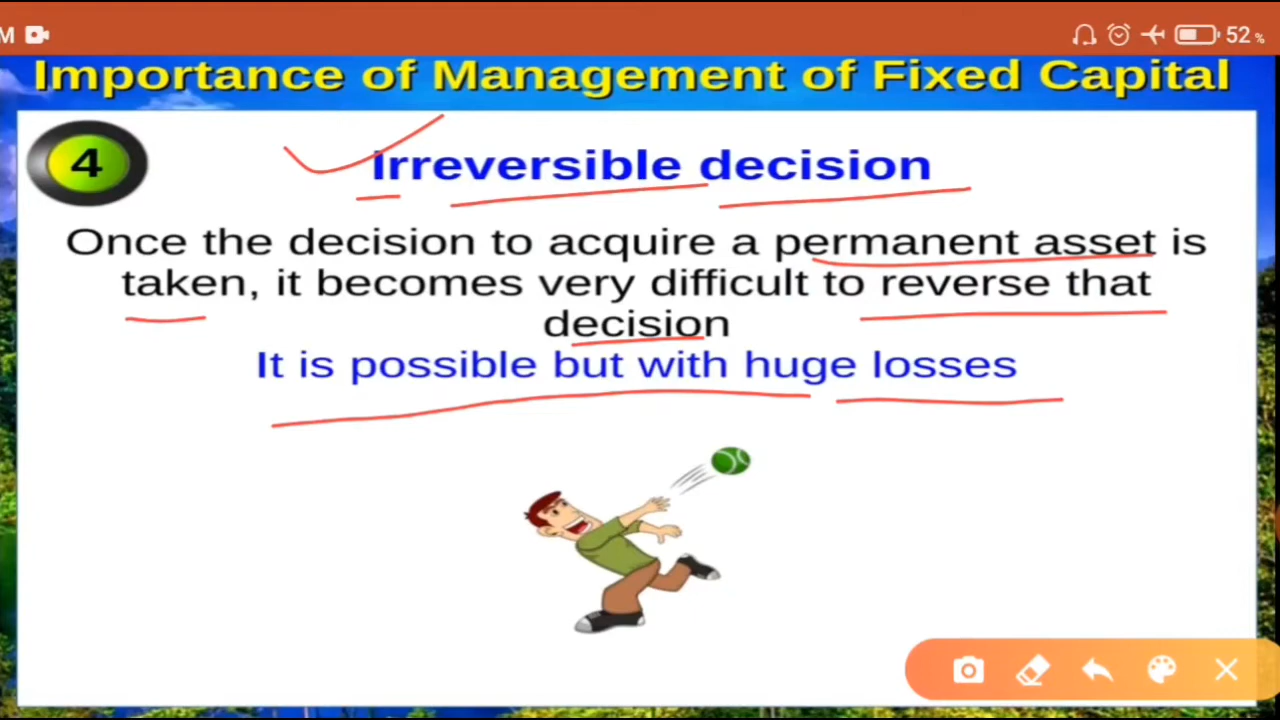 M 52%
Importance of Management of Fixed Capital
4
Irreversible decision
Once the decision to acquire a permanent asset is
taken, it becomes very difficult to reverse that
decision
It is possible but with huge losses